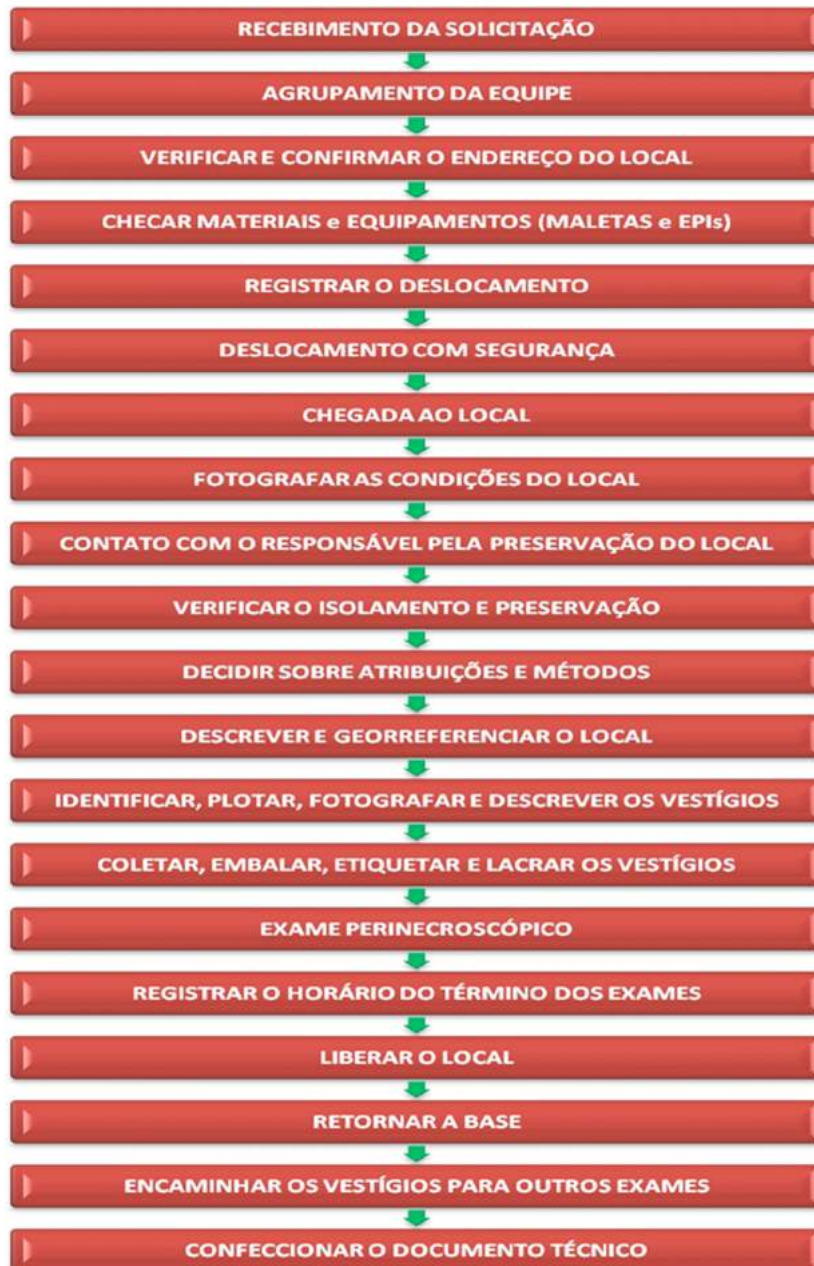 RECEBIMENTO DA SOLICITAÇÃO
AGRUPAMENTO DA EQUIPE
VERIFICAR E CONFIRMAR O ENDEREÇO DO LOCAL
CHECAR MATERIAIS e EQUIPAMENTOS (MALETAS e EPIs)
REGISTRAR O DESLOCAMENTO
DESLOCAMENTO COM SEGURANÇA
CHEGADA AO LOCAL
FOTOGRAFAR AS CONDIÇÕES DO LOCAL
CONTATO COM O RESPONSÁVEL PELA PRESERVAÇÃO DO LOCAL
VERIFICAR O ISOLAMENTO E PRESERVAÇÃO
DECIDIR SOBRE ATRIBUIÇÕES E MÉTODOS
DESCREVER E GEORREFERENCIAR O LOCAL
IDENTIFICAR, PLOTAR, FOTOGRAFAR E DESCREVER OS VESTÍGIOS
COLETAR, EMBALAR, ETIQUETAR E LACRAR OS VESTÍGIOS
EXAME PERINECROSCÓPICO
REGISTRAR O HORÁRIO DO TÉRMINO DOS EXAMES
LIBERAR O LOCAL
RETORNAR A BASE
ENCAMINHAR OS VESTÍGIOS PARA OUTROS EXAMES
CONFECCIONAR O DOCUMENTO TÉCNICO